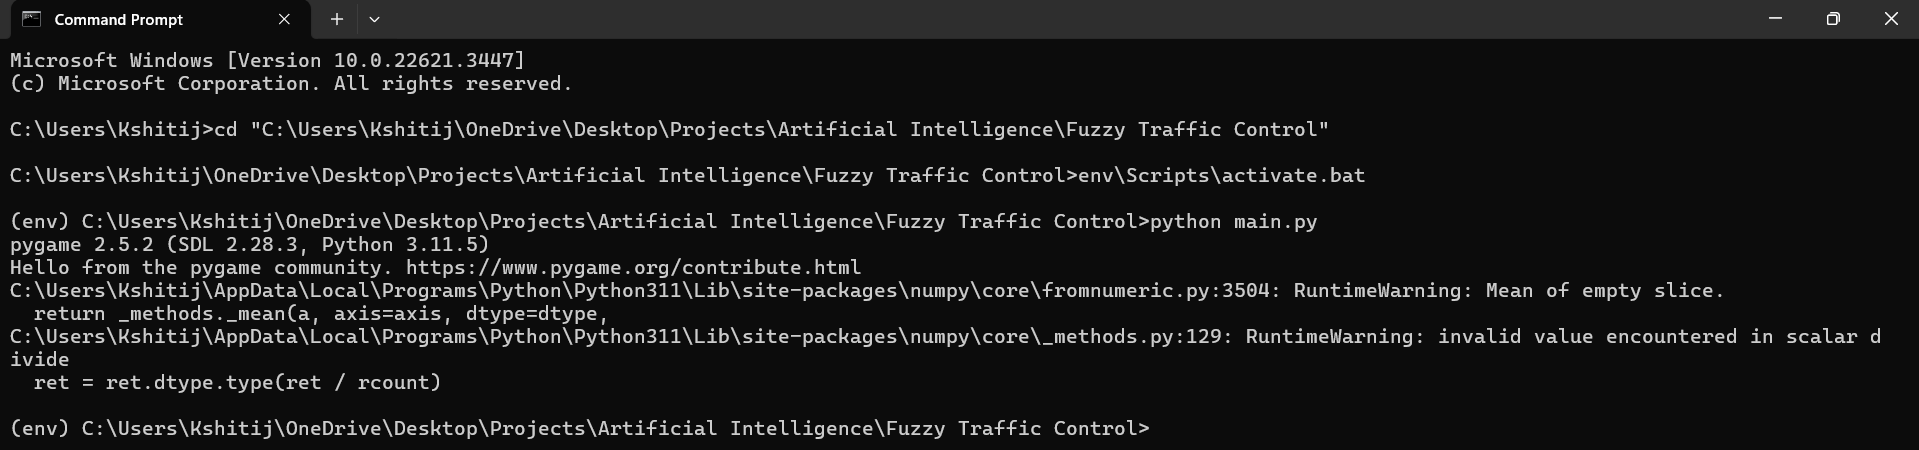 Command Prompt
Microsoft Windows [Version 10.0.22621.3447]
(c) Microsoft Corporation. All rights reserved.
C:\Users\Kshitij>cd "C:\Users\Kshitij\OneDrive\Desktop\Projects\Artificial Intelligence\Fuzzy Traffic Control"
C:\Users\Kshitij\OneDrive\Desktop\Projects\Artificial Intelligence\Fuzzy Traffic Control>env\Scripts\activate.bat
(env) C:\Users\Kshitij\OneDrive\Desktop\Projects\Artificial Intelligence\Fuzzy Traffic Control>python main.py
pygame 2.5.2 (SDL 2.28.3, Python 3.11.5)
Hello from the pygame community. https://www.pygame.org/contribute.html
C:\Users\Kshitij\AppData\Local\Programs\Python\Python311\Lib\site-packages\numpy\core\fromnumeric.py:3504: RuntimeWarning: Mean of empty slice.
  return _methods._mean(a, axis=axis, dtype=dtype,
C:\Users\Kshitij\AppData\Local\Programs\Python\Python311\Lib\site-packages\numpy\core\_methods.py:129: RuntimeWarning: invalid value encountered in scalar d
ivide
  ret = ret.dtype.type(ret / rcount)
(env) C:\Users\Kshitij\OneDrive\Desktop\Projects\Artificial Intelligence\Fuzzy Traffic Control>